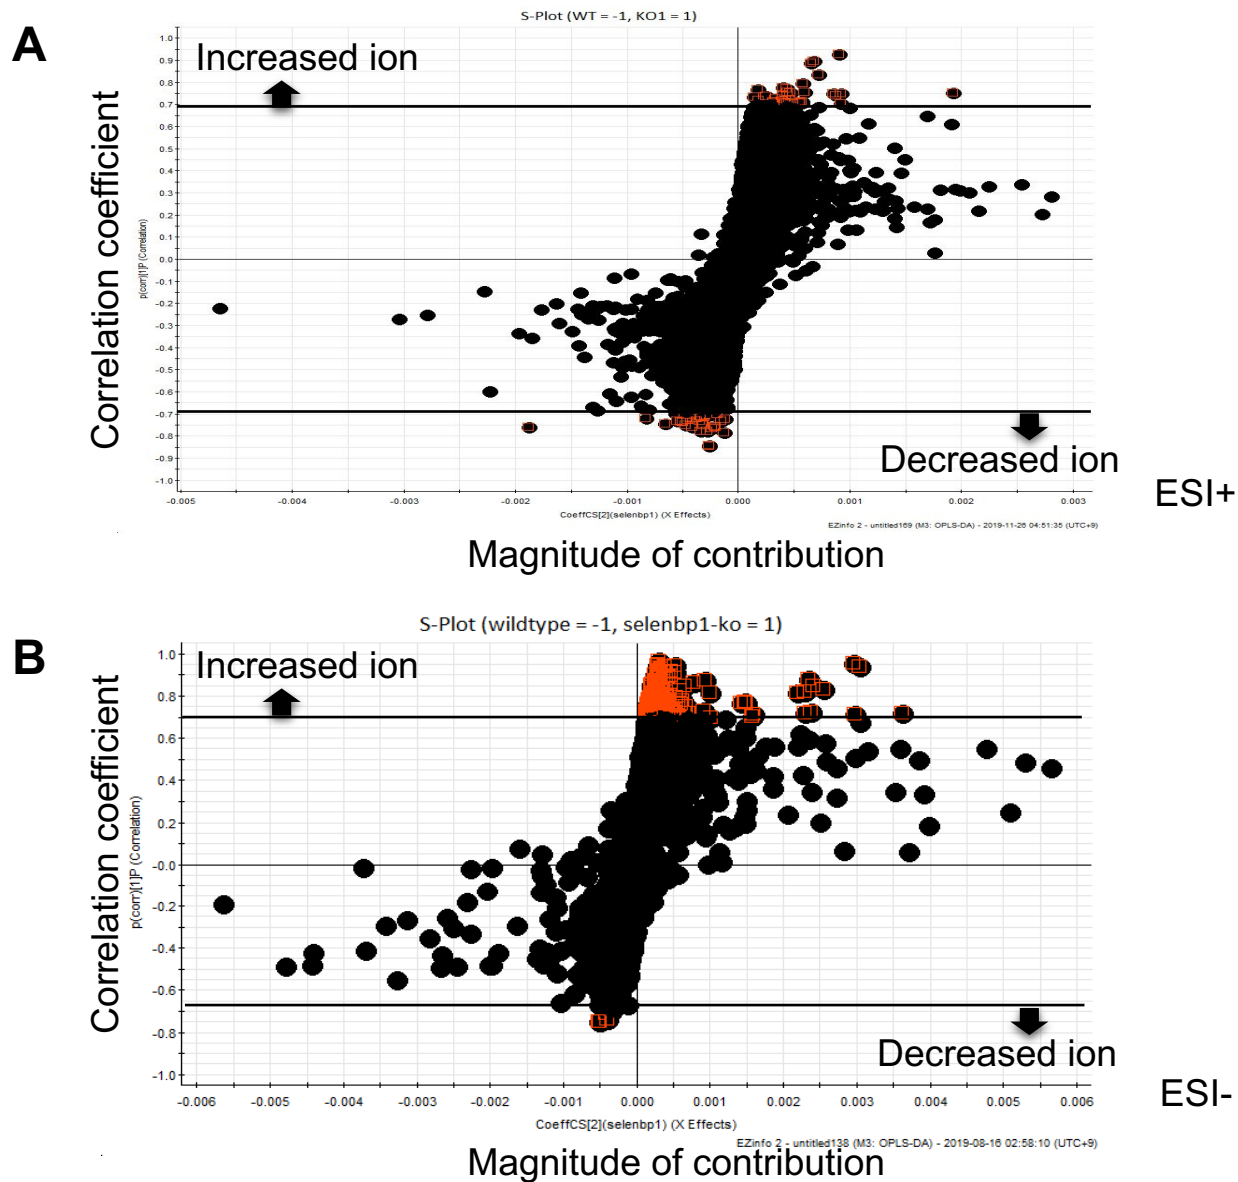 S-Plot (WT = -1, KO1 = 1)
A
Increased ion
1.0
0.9
0.8
0.7
0.6
0.5
0.4
0.3
0.2
0.1
0.0
-0.1
-0.2
-0.3
-0.4
-0.5
-0.6
-0.7
-0.8
-0.9
-1.0
Correlation coefficient
p(corr)[1]P (Correlation)
Decreased ion
ESI+
-0.005 -0.004 -0.003 -0.002 -0.001 0.000 0.001 0.002 0.003
CoeffCS[2](selenbp1) (X Effects)
EZinfo 2 - untitled169 (M3: OPLS-DA) - 2019-11-26 04:51:35 (UTC+9)
Magnitude of contribution
S-Plot (wildtype = -1, selenbp1-ko = 1)
B
Increased ion
1.0
0.8
0.6
0.4
0.2
-0.0
-0.2
-0.4
-0.6
-0.8
-1.0
Correlation coefficient
p(corr)[1]P (Correlation)
Decreased ion
ESI-
-0.006 -0.005 -0.004 -0.003 -0.002 -0.001 0.000 0.001 0.002 0.003 0.004 0.005 0.006
CoeffCS[2](selenbp1) (X Effects)
EZinfo 2 - untitled138 (M3: OPLS-DA) - 2019-08-16 02:58:10 (UTC+9)
Magnitude of contribution